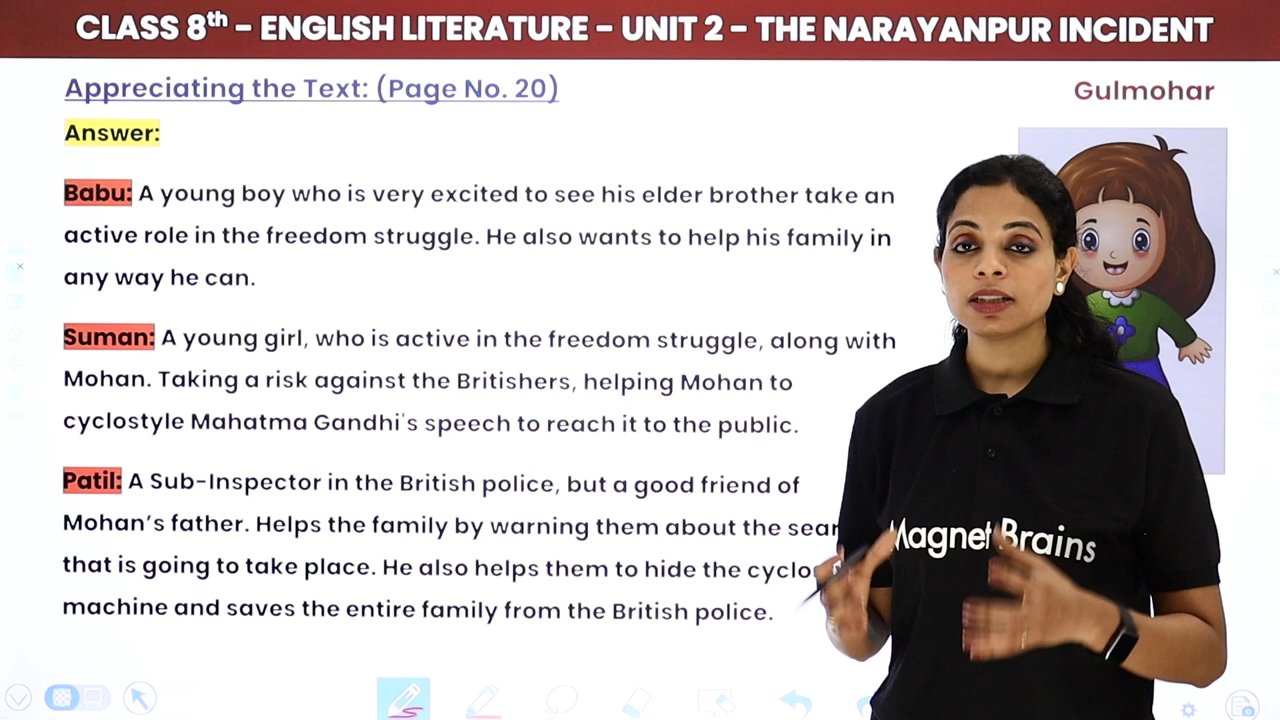 CLASS 8th – ENGLISH LITERATURE – UNIT 2 – THE NARAYANPUR INCIDENT
Appreciating the Text: (Page No. 20)
Gulmohar
Answer:
Babu: A young boy who is very excited to see his elder brother take an
active role in the freedom struggle. He also wants to help his family in
any way he can.
Suman: A young girl, who is active in the freedom struggle, along with
Mohan. Taking a risk against the Britishers, helping Mohan to
cyclostyle Mahatma Gandhi's speech to reach it to the public.
Patil: A Sub-Inspector in the British police, but a good friend of
Mohan's father. Helps the family by warning them about the
that is going to take place. He also helps them to hide the
machine and saves the entire family from the British police.
Magnet Brains